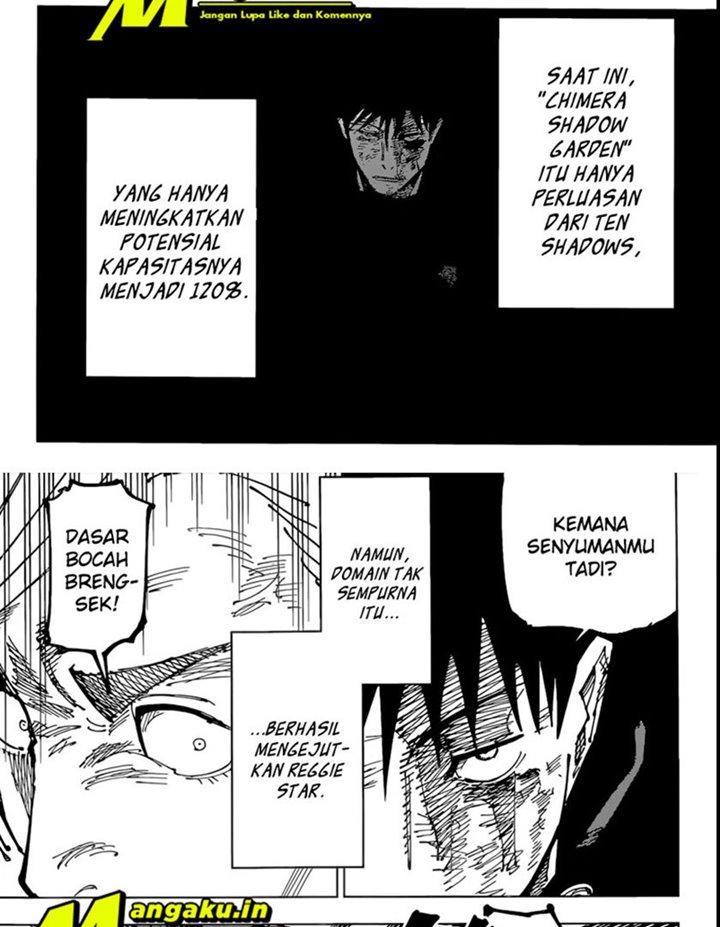 Jangan Lupa Like dan Komennya
SAAT INI,
"CHIMERA
SHADOW
GARDEN"
ITU HANYA
PERLUASAN
DARI TEN
SHADOWS,
YANG HANYA
MENINGKATKAN
POTENSIAL
KAPASITASNYA
MENJADI 120%.
KEMANA
SENYUMANMU
TADI?
NAMUN,
DOMAIN TAK
SEMPURNA
ITU...
DASAR
BOCAH
BRENG-
SEK!
...BERHASIL
MENGEJUT-
KAN REGGIE
STAR.
Mangaku.in